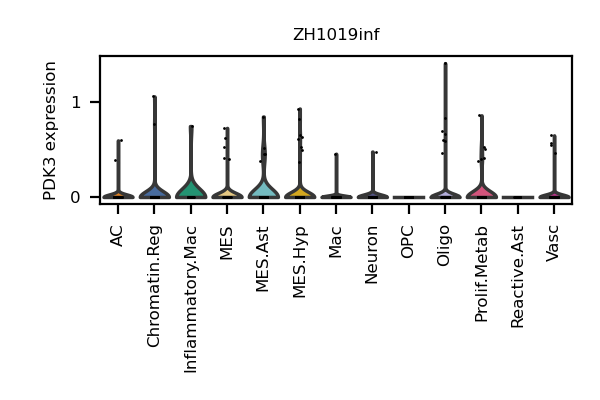 ZH1019inf
PDK3 expression
1
0
AC
Chromatin.Reg
Inflammatory.Mac
MES
MES.Ast
MES.Hyp
Mac
Neuron
OPC
Oligo
Prolif.Metab
Reactive.Ast
Vasc